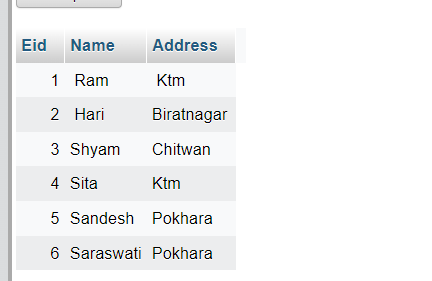 Eid Name Address
1 Ram Ktm
2 Hari Biratnagar
3 Shyam Chitwan
4 Sita Ktm
5 Sandesh Pokhara
6 Saraswati Pokhara